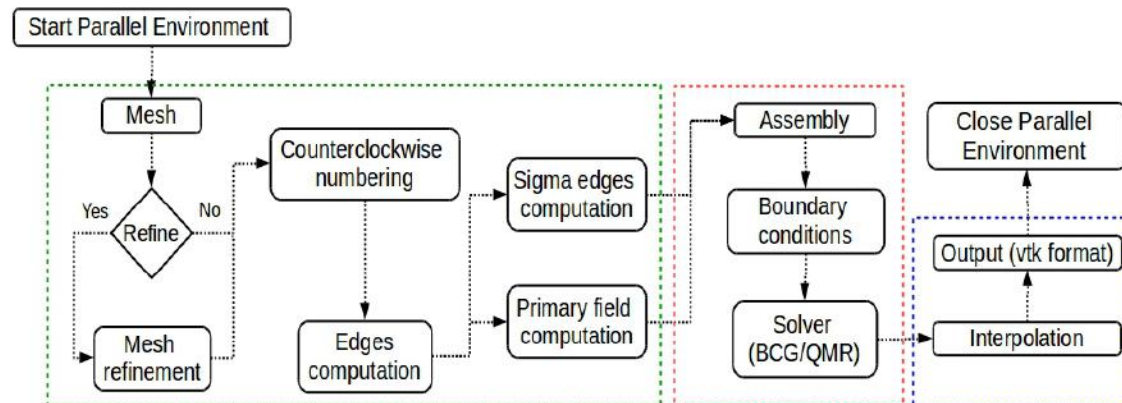 Start Parallel Environment
Mesh
Yes
No
Refine
Mesh
refinement
Counterclockwise
numbering
Edges
computation
Sigma edges
computation
Primary field
computation
Assembly
Boundary
conditions
Solver
(BCG/QMR)
Close Parallel
Environment
Output (vtk format)
Interpolation